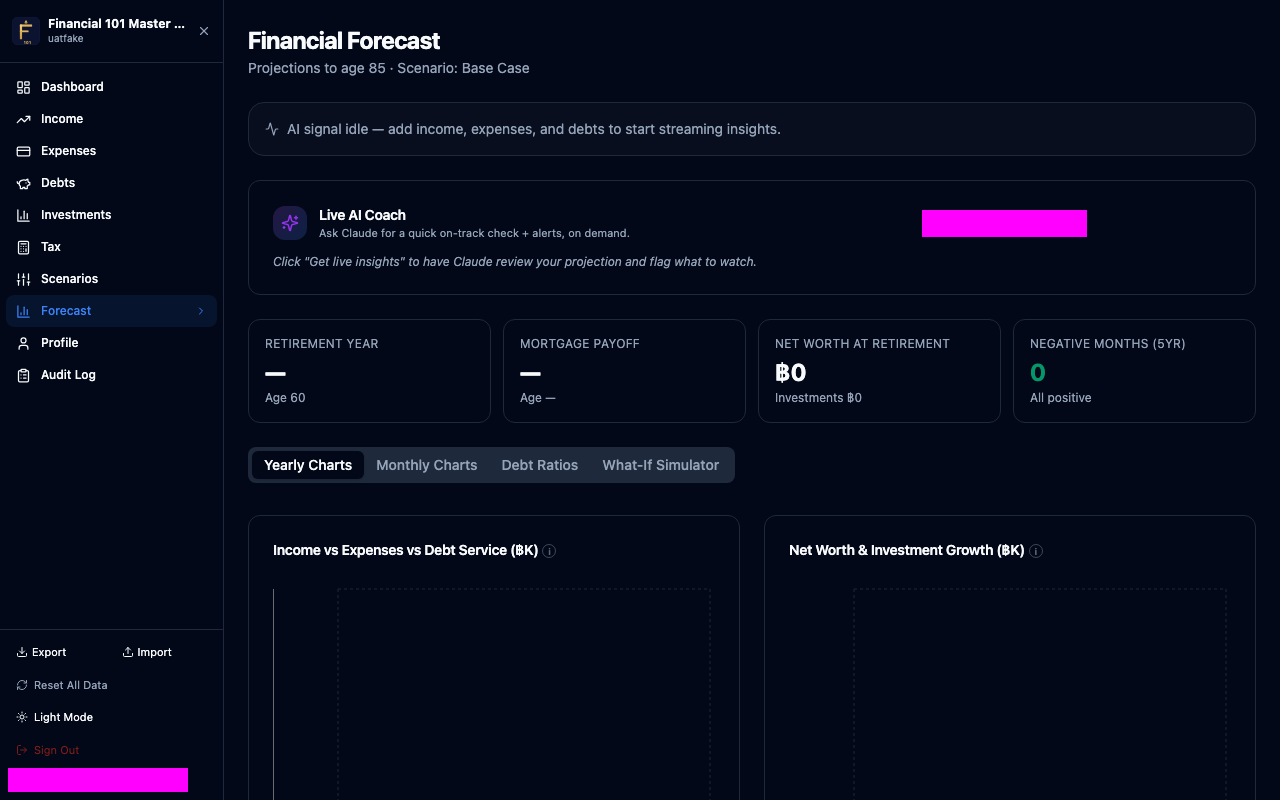 Financial 101 Master ...
uatfake
Dashboard
Income
Expenses
Debts
Investments
Tax
Scenarios
Forecast
Profile
Audit Log
Export
Import
Reset All Data
Light Mode
Sign Out
Financial Forecast
Projections to age 85 · Scenario: Base Case
AI signal idle — add income, expenses, and debts to start streaming insights.
Live AI Coach
Ask Claude for a quick on-track check + alerts, on demand.
Click "Get live insights" to have Claude review your projection and flag what to watch.
RETIREMENT YEAR
—
Age 60
MORTGAGE PAYOFF
—
Age —
NET WORTH AT RETIREMENT
฿0
Investments ฿0
NEGATIVE MONTHS (5YR)
0
All positive
Yearly Charts
Monthly Charts
Debt Ratios
What-If Simulator
Income vs Expenses vs Debt Service (฿K)
Net Worth & Investment Growth (฿K)